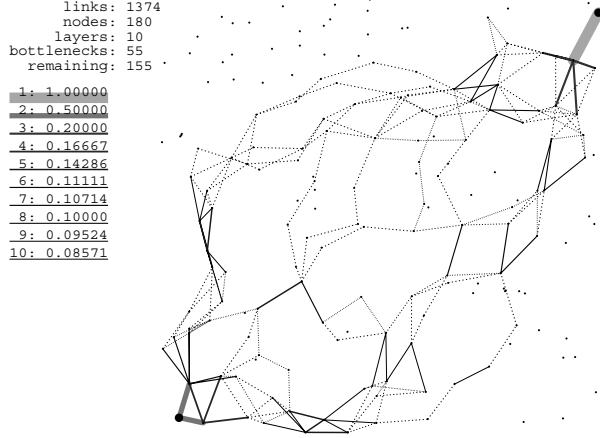 links: 1374
nodes: 180
layers: 10
bottlenecks: 55
remaining: 155
1: 1.00000
2: 0.50000
3: 0.20000
4: 0.16667
5: 0.14286
6: 0.11111
7: 0.10714
8: 0.10000
9: 0.09524
10: 0.08571